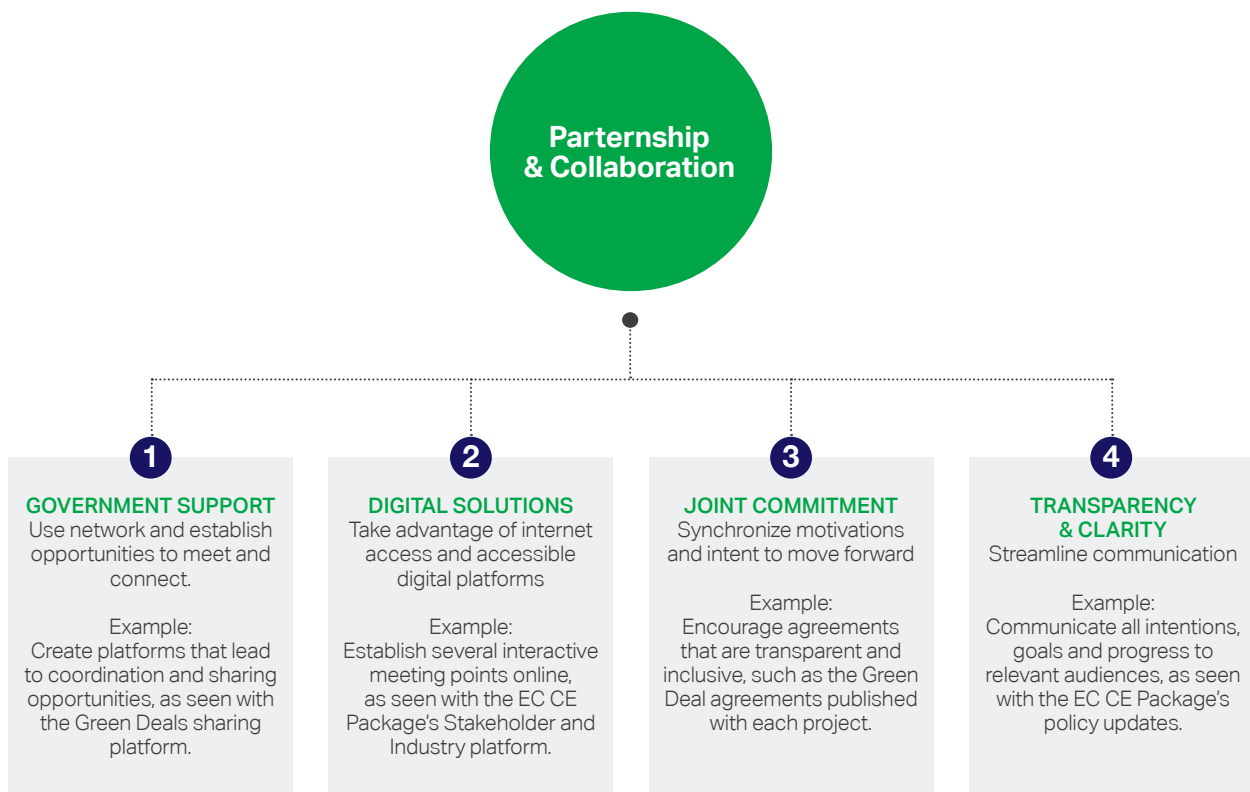 Parternship
& Collaboration
1
GOVERNMENT SUPPORT
Use network and establish
opportunities to meet and
connect.
Example:
Create platforms that lead
to coordination and sharing
opportunities, as seen with
the Green Deals sharing
platform.
2
DIGITAL SOLUTIONS
Take advantage of internet
access and accessible
digital platforms
Example:
Establish several interactive
meeting points online,
as seen with the EC CE
Package’s Stakeholder and
Industry platform.
3
JOINT COMMITMENT
Synchronize motivations
and intent to move forward
Example:
Encourage agreements
that are transparent and
inclusive, such as the Green
Deal agreements published
with each project.
4
TRANSPARENCY
& CLARITY
Streamline communication
Example:
Communicate all intentions,
goals and progress to
relevant audiences, as seen
with the EC CE Package’s
policy updates.